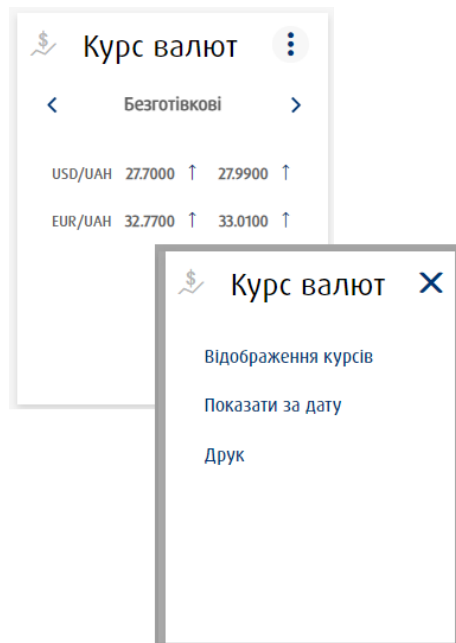 Курс валют
Безготівкові
USD/UAH 27.7000 ↑ 27.9900 ↑
EUR/UAH 32.7700 ↑ 33.0100 ↑
Курс валют
Відображення курсів
Показати за дату
Друк